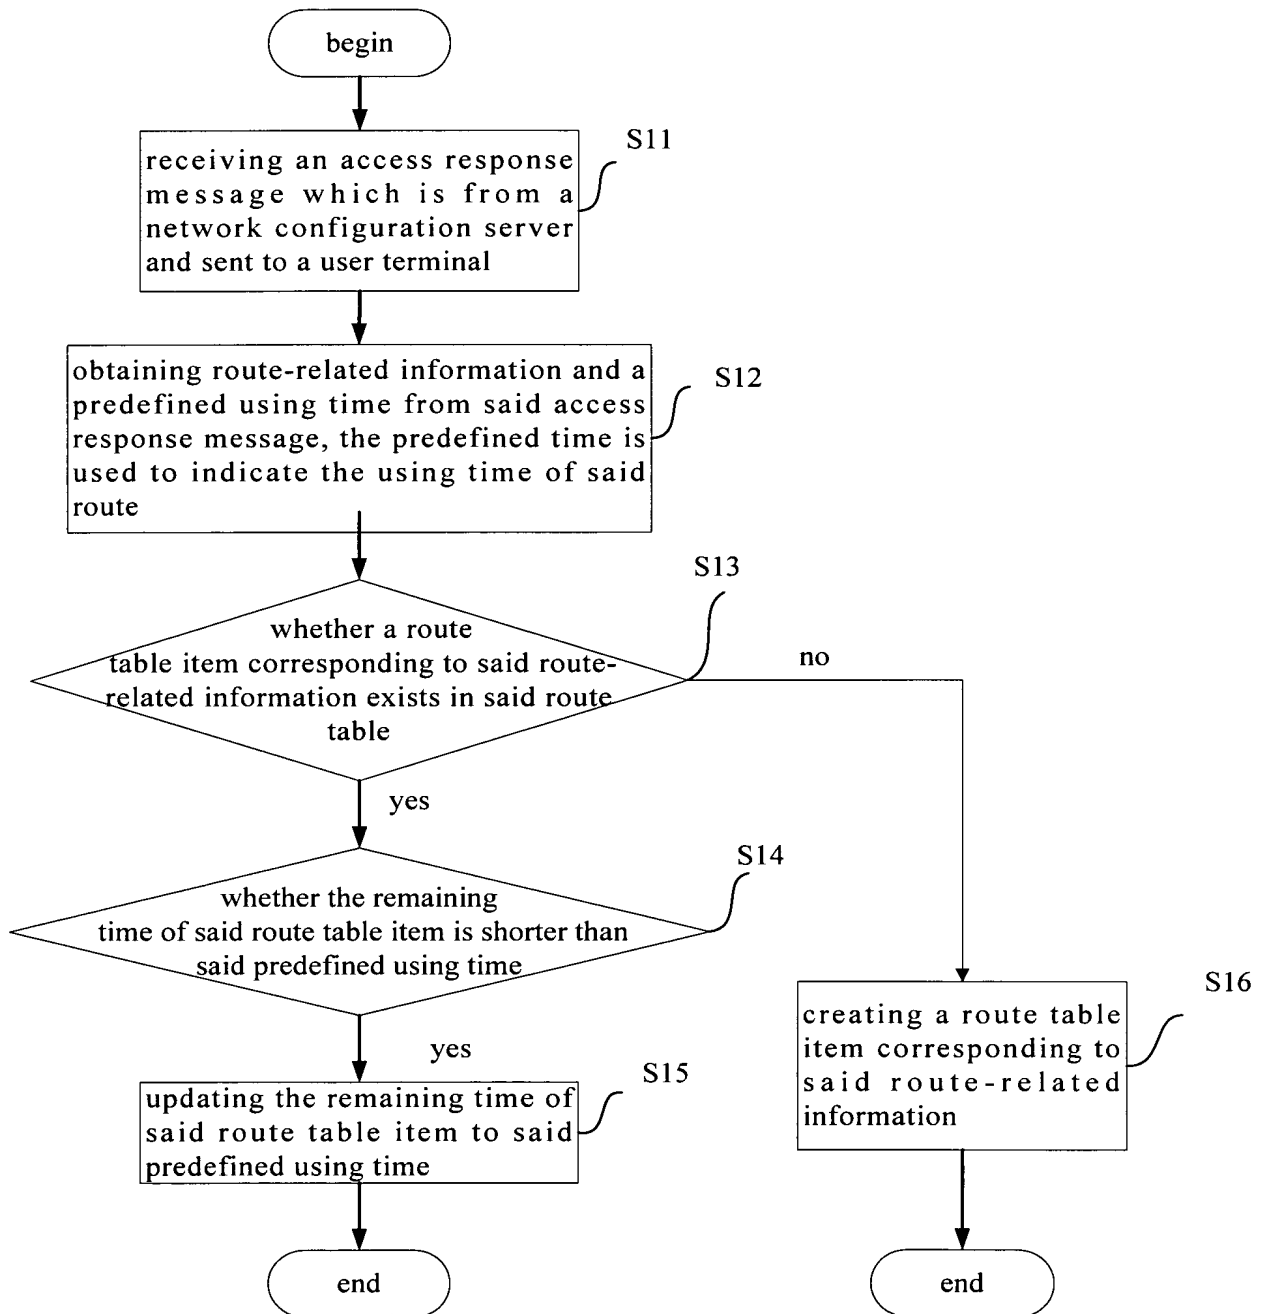 begin
S11
receiving an access response
message which is from a
network configuration server
and sent to a user terminal
S12
obtaining route-related information and a
predefined using time from said access
response message, the predefined time is
used to indicate the using time of said
route
S13
whether a route
table item corresponding to said route-
related information exists in said route
table
no
yes
S14
whether the remaining
time of said route table item is shorter than
said predefined using time
yes
S15
updating the remaining time of
said route table item to said
predefined using time
S16
creating a route table
item corresponding to
said route-related
information
end
end